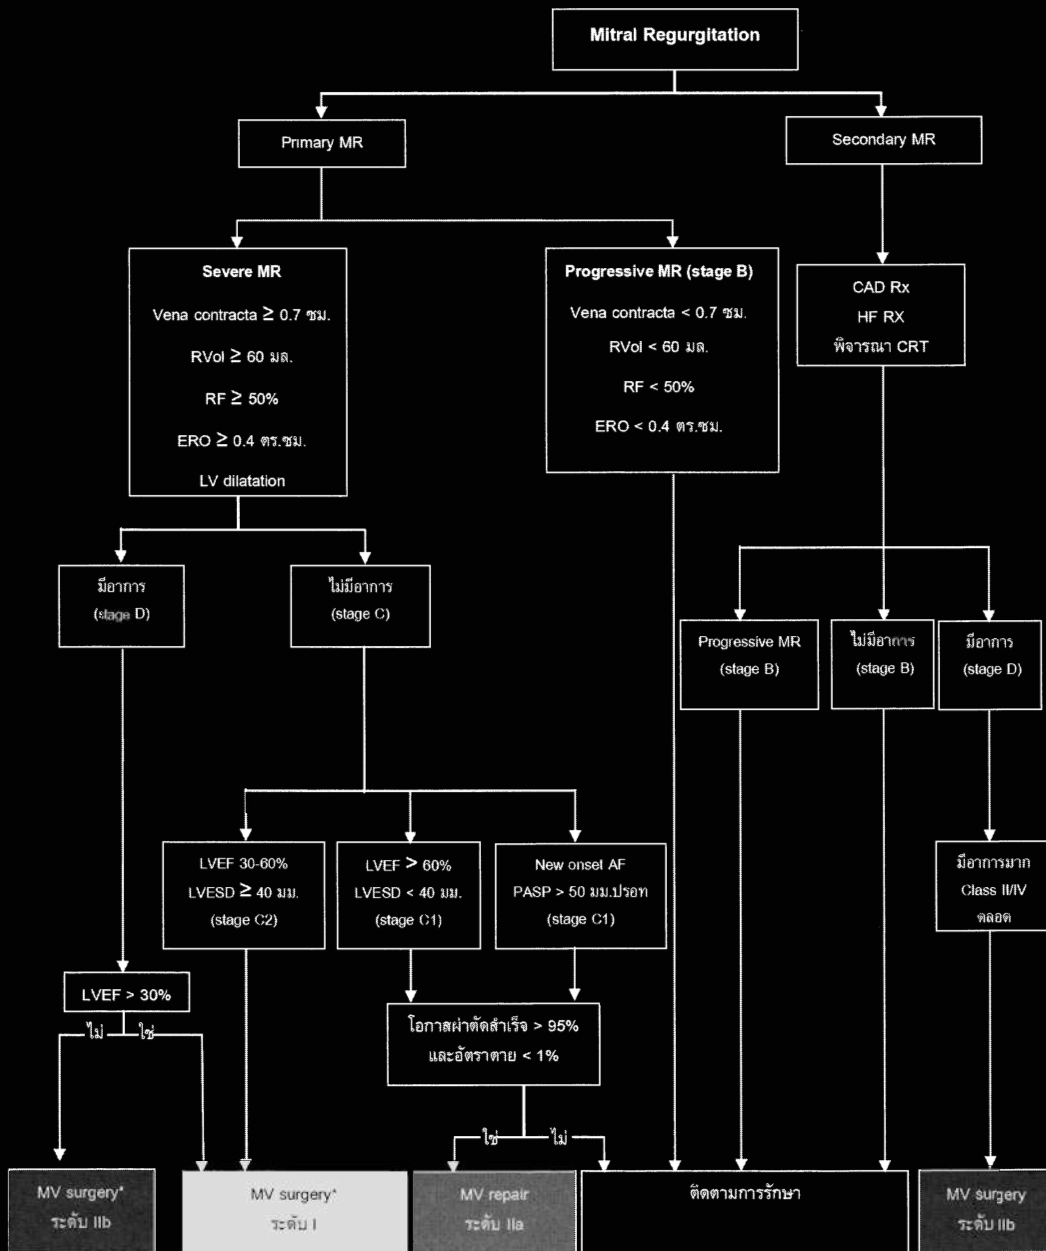 Mitral Regurgitation
Primary MR
Secondary MR
Severe MR
Vena contracta ≥ 0.7 ซม.
RVol ≥ 60 มล.
RF ≥ 50%
ERO ≥ 0.4 ตร.ซม.
LV dilatation
Progressive MR (stage B)
Vena contracta < 0.7 ซม.
RVol < 60 มล.
RF < 50%
ERO < 0.4 ตร.ซม.
CAD Rx
HF RX
พิจารณา CRT
มีอาการ
(stage D)
ไม่มีอาการ
(stage C)
Progressive MR
(stage B)
ไม่มีอาการ
(stage B)
มีอาการ
(stage D)
LVEF 30-60%
LVESD ≥ 40 มม.
(stage C2)
LVEF > 60%
LVESD < 40 มม.
(stage C1)
New onset AF
PASP > 50 มม.ปรอท
(stage C1)
มีอาการมาก
Class II/IV
ตลอด
LVEF > 30%
ไม่
ใช่
โอกาสผ่าตัดสำเร็จ > 95%
และอัตราตาย < 1%
ใช่
ไม่
MV surgery*
ระดับ IIb
MV surgery*
ระดับ I
MV repair
ระดับ IIa
ติดตามการรักษา
MV surgery
ระดับ IIb